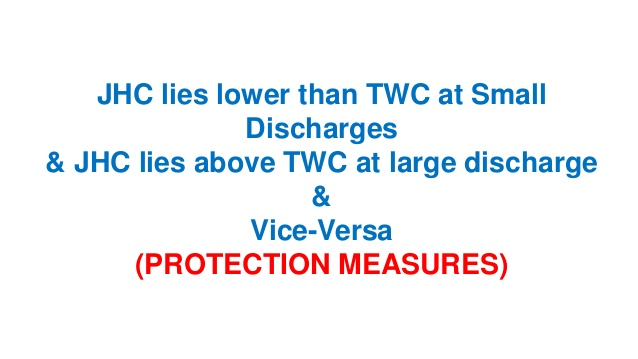 JHC lies lower than TWC at Small
Discharges
& JHC lies above TWC at large discharge
&
Vice-Versa
(PROTECTION MEASURES)